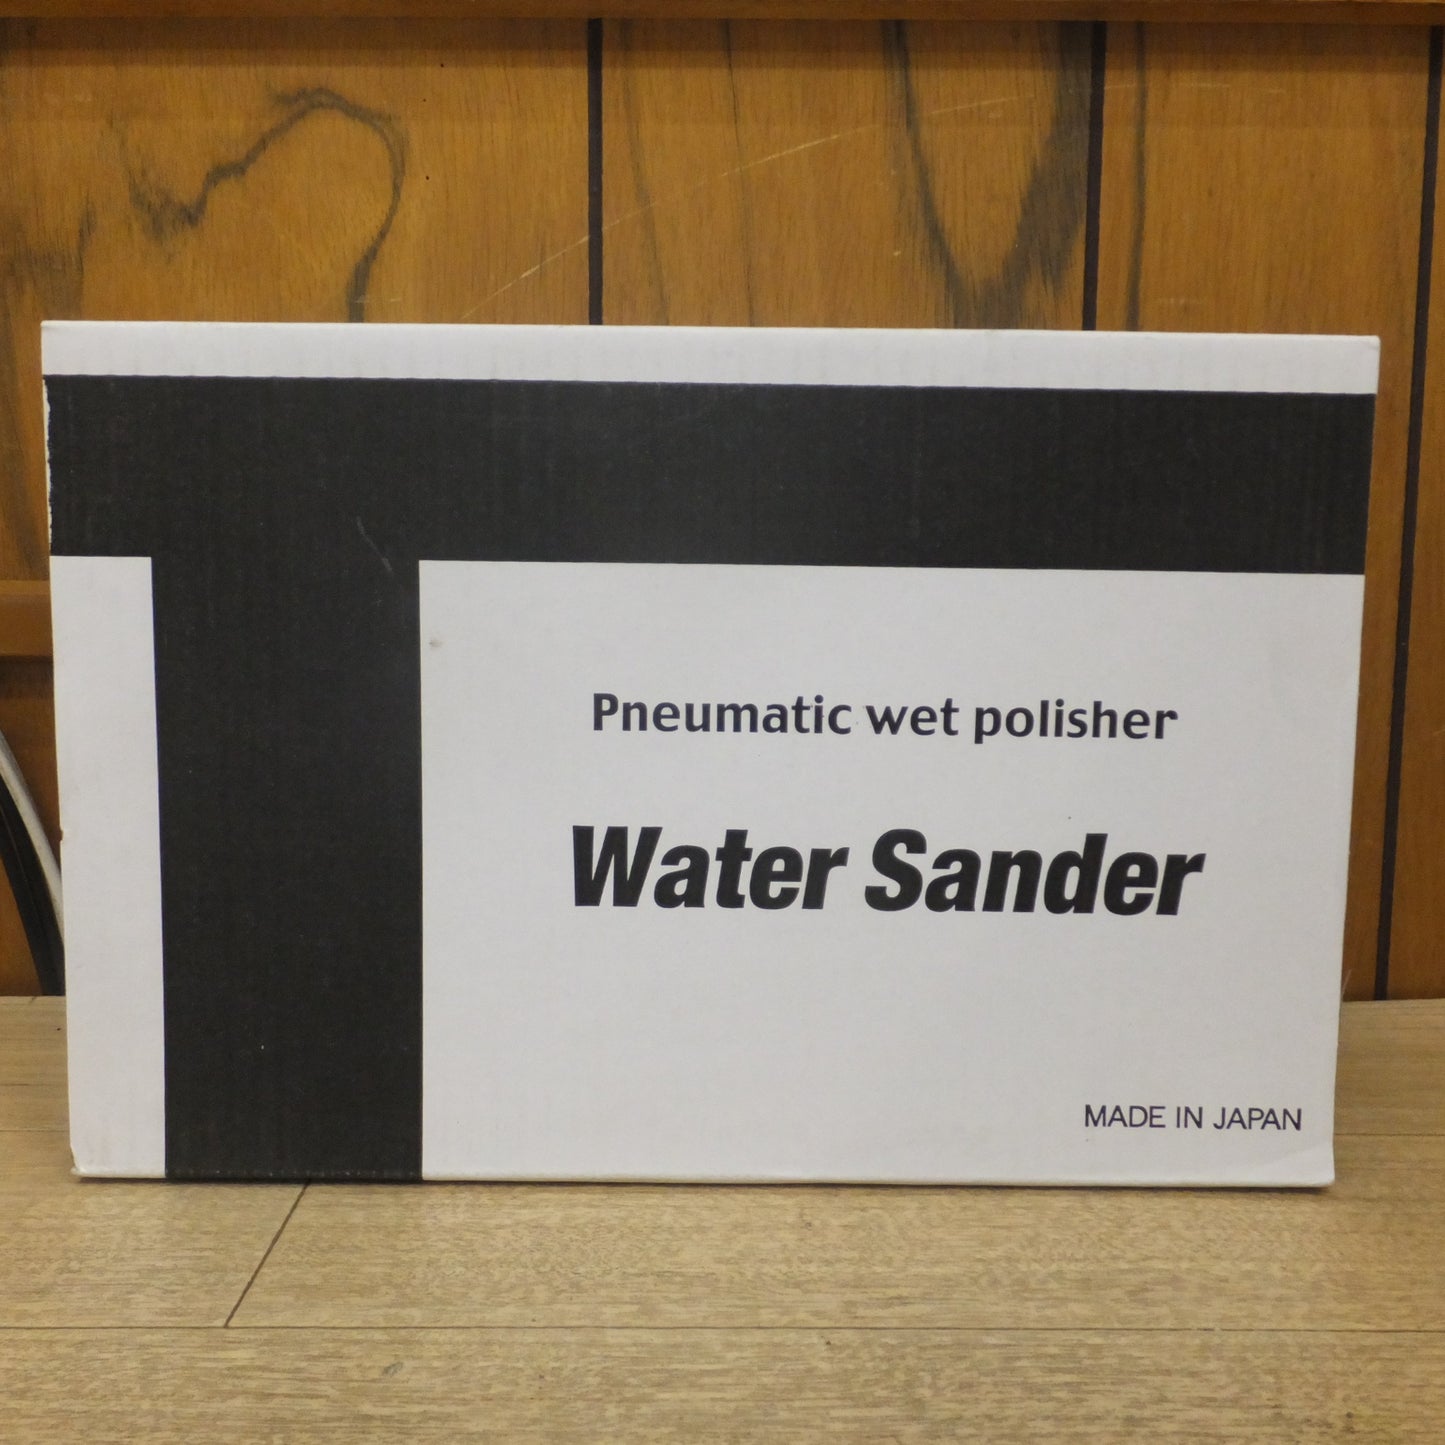 Pneumatic wet polisher
Water Sander
MADE IN JAPAN